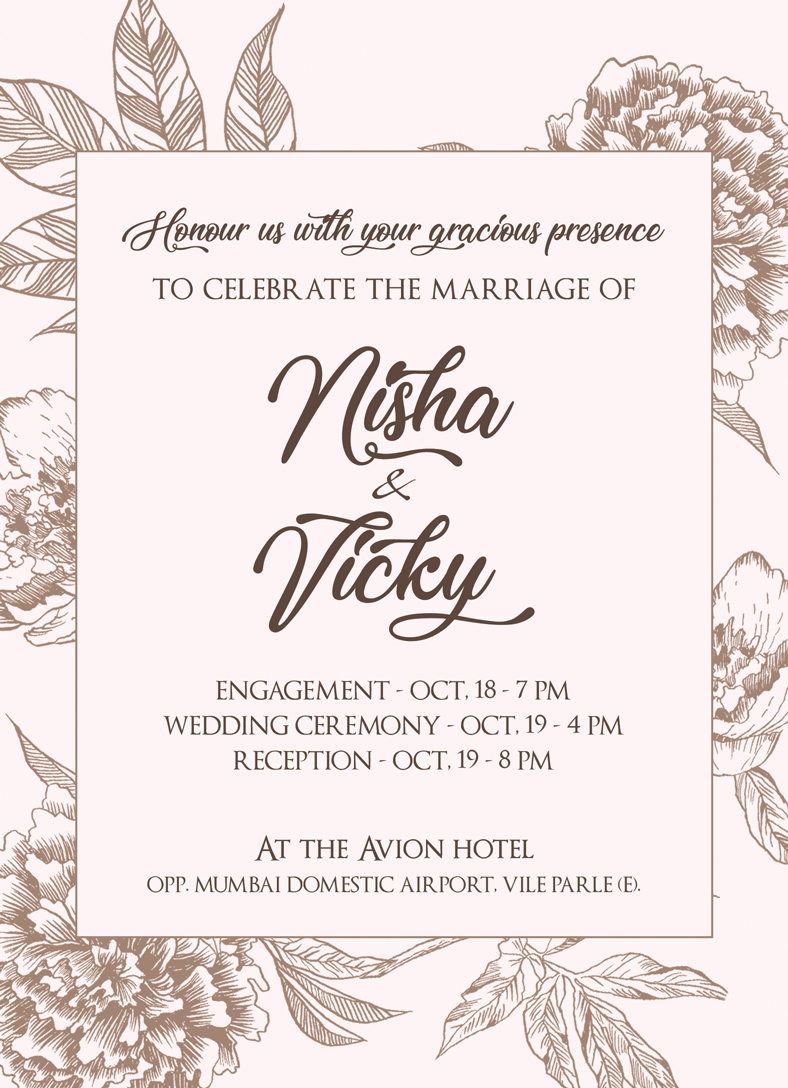 Honour us with your gracious presence
TO CELEBRATE THE MARRIAGE OF
Nisha
&
Vicky
ENGAGEMENT - OCT, 18 - 7 PM
WEDDING CEREMONY - OCT, 19 - 4 PM
RECEPTION - OCT, 19 - 8 PM
AT THE AVION HOTEL
OPP. MUMBAI DOMESTIC AIRPORT, VILE PARLE (E).